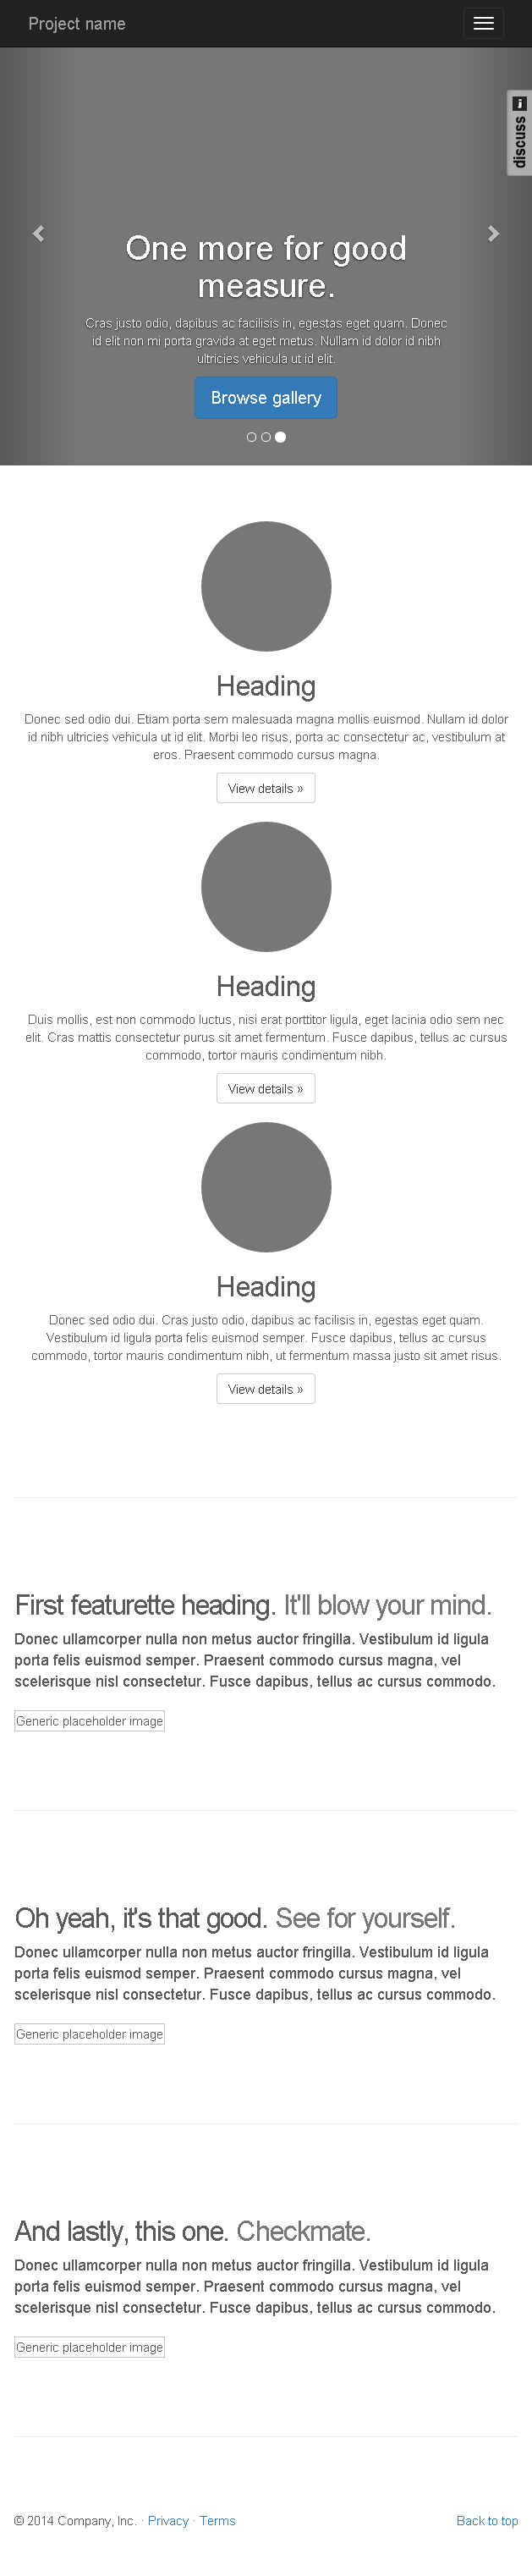 Project name
discuss
One more for good
measure.
Cras justo odio, dapibus ac facilisis in, egestas eget quam. Donec
id elit non mi porta gravida at eget metus. Nullam id dolor id nibh
ultricies vehicula ut id elit.
Browse gallery
Heading
Donec sed odio dui. Etiam porta sem malesuada magna mollis euismod. Nullam id dolor
id nibh ultricies vehicula ut id elit. Morbi leo risus, porta ac consectetur ac, vestibulum at
eros. Praesent commodo cursus magna.
View details »
Heading
Duis mollis, est non commodo luctus, nisi erat porttitor ligula, eget lacinia odio sem nec
elit. Cras mattis consectetur purus sit amet fermentum. Fusce dapibus, tellus ac cursus
commodo, tortor mauris condimentum nibh.
View details »
Heading
Donec sed odio dui. Cras justo odio, dapibus ac facilisis in, egestas eget quam.
Vestibulum id ligula porta felis euismod semper. Fusce dapibus, tellus ac cursus
commodo, tortor mauris condimentum nibh, ut fermentum massa justo sit amet risus.
View details »
First featurette heading. It'll blow your mind.
Donec ullamcorper nulla non metus auctor fringilla. Vestibulum id ligula
porta felis euismod semper. Praesent commodo cursus magna, vel
scelerisque nisl consectetur. Fusce dapibus, tellus ac cursus commodo.
Generic placeholder image
Oh yeah, it's that good. See for yourself.
Donec ullamcorper nulla non metus auctor fringilla. Vestibulum id ligula
porta felis euismod semper. Praesent commodo cursus magna, vel
scelerisque nisl consectetur. Fusce dapibus, tellus ac cursus commodo.
Generic placeholder image
And lastly, this one. Checkmate.
Donec ullamcorper nulla non metus auctor fringilla. Vestibulum id ligula
porta felis euismod semper. Praesent commodo cursus magna, vel
scelerisque nisl consectetur. Fusce dapibus, tellus ac cursus commodo.
Generic placeholder image
© 2014 Company, Inc. · Privacy · Terms
Back to top